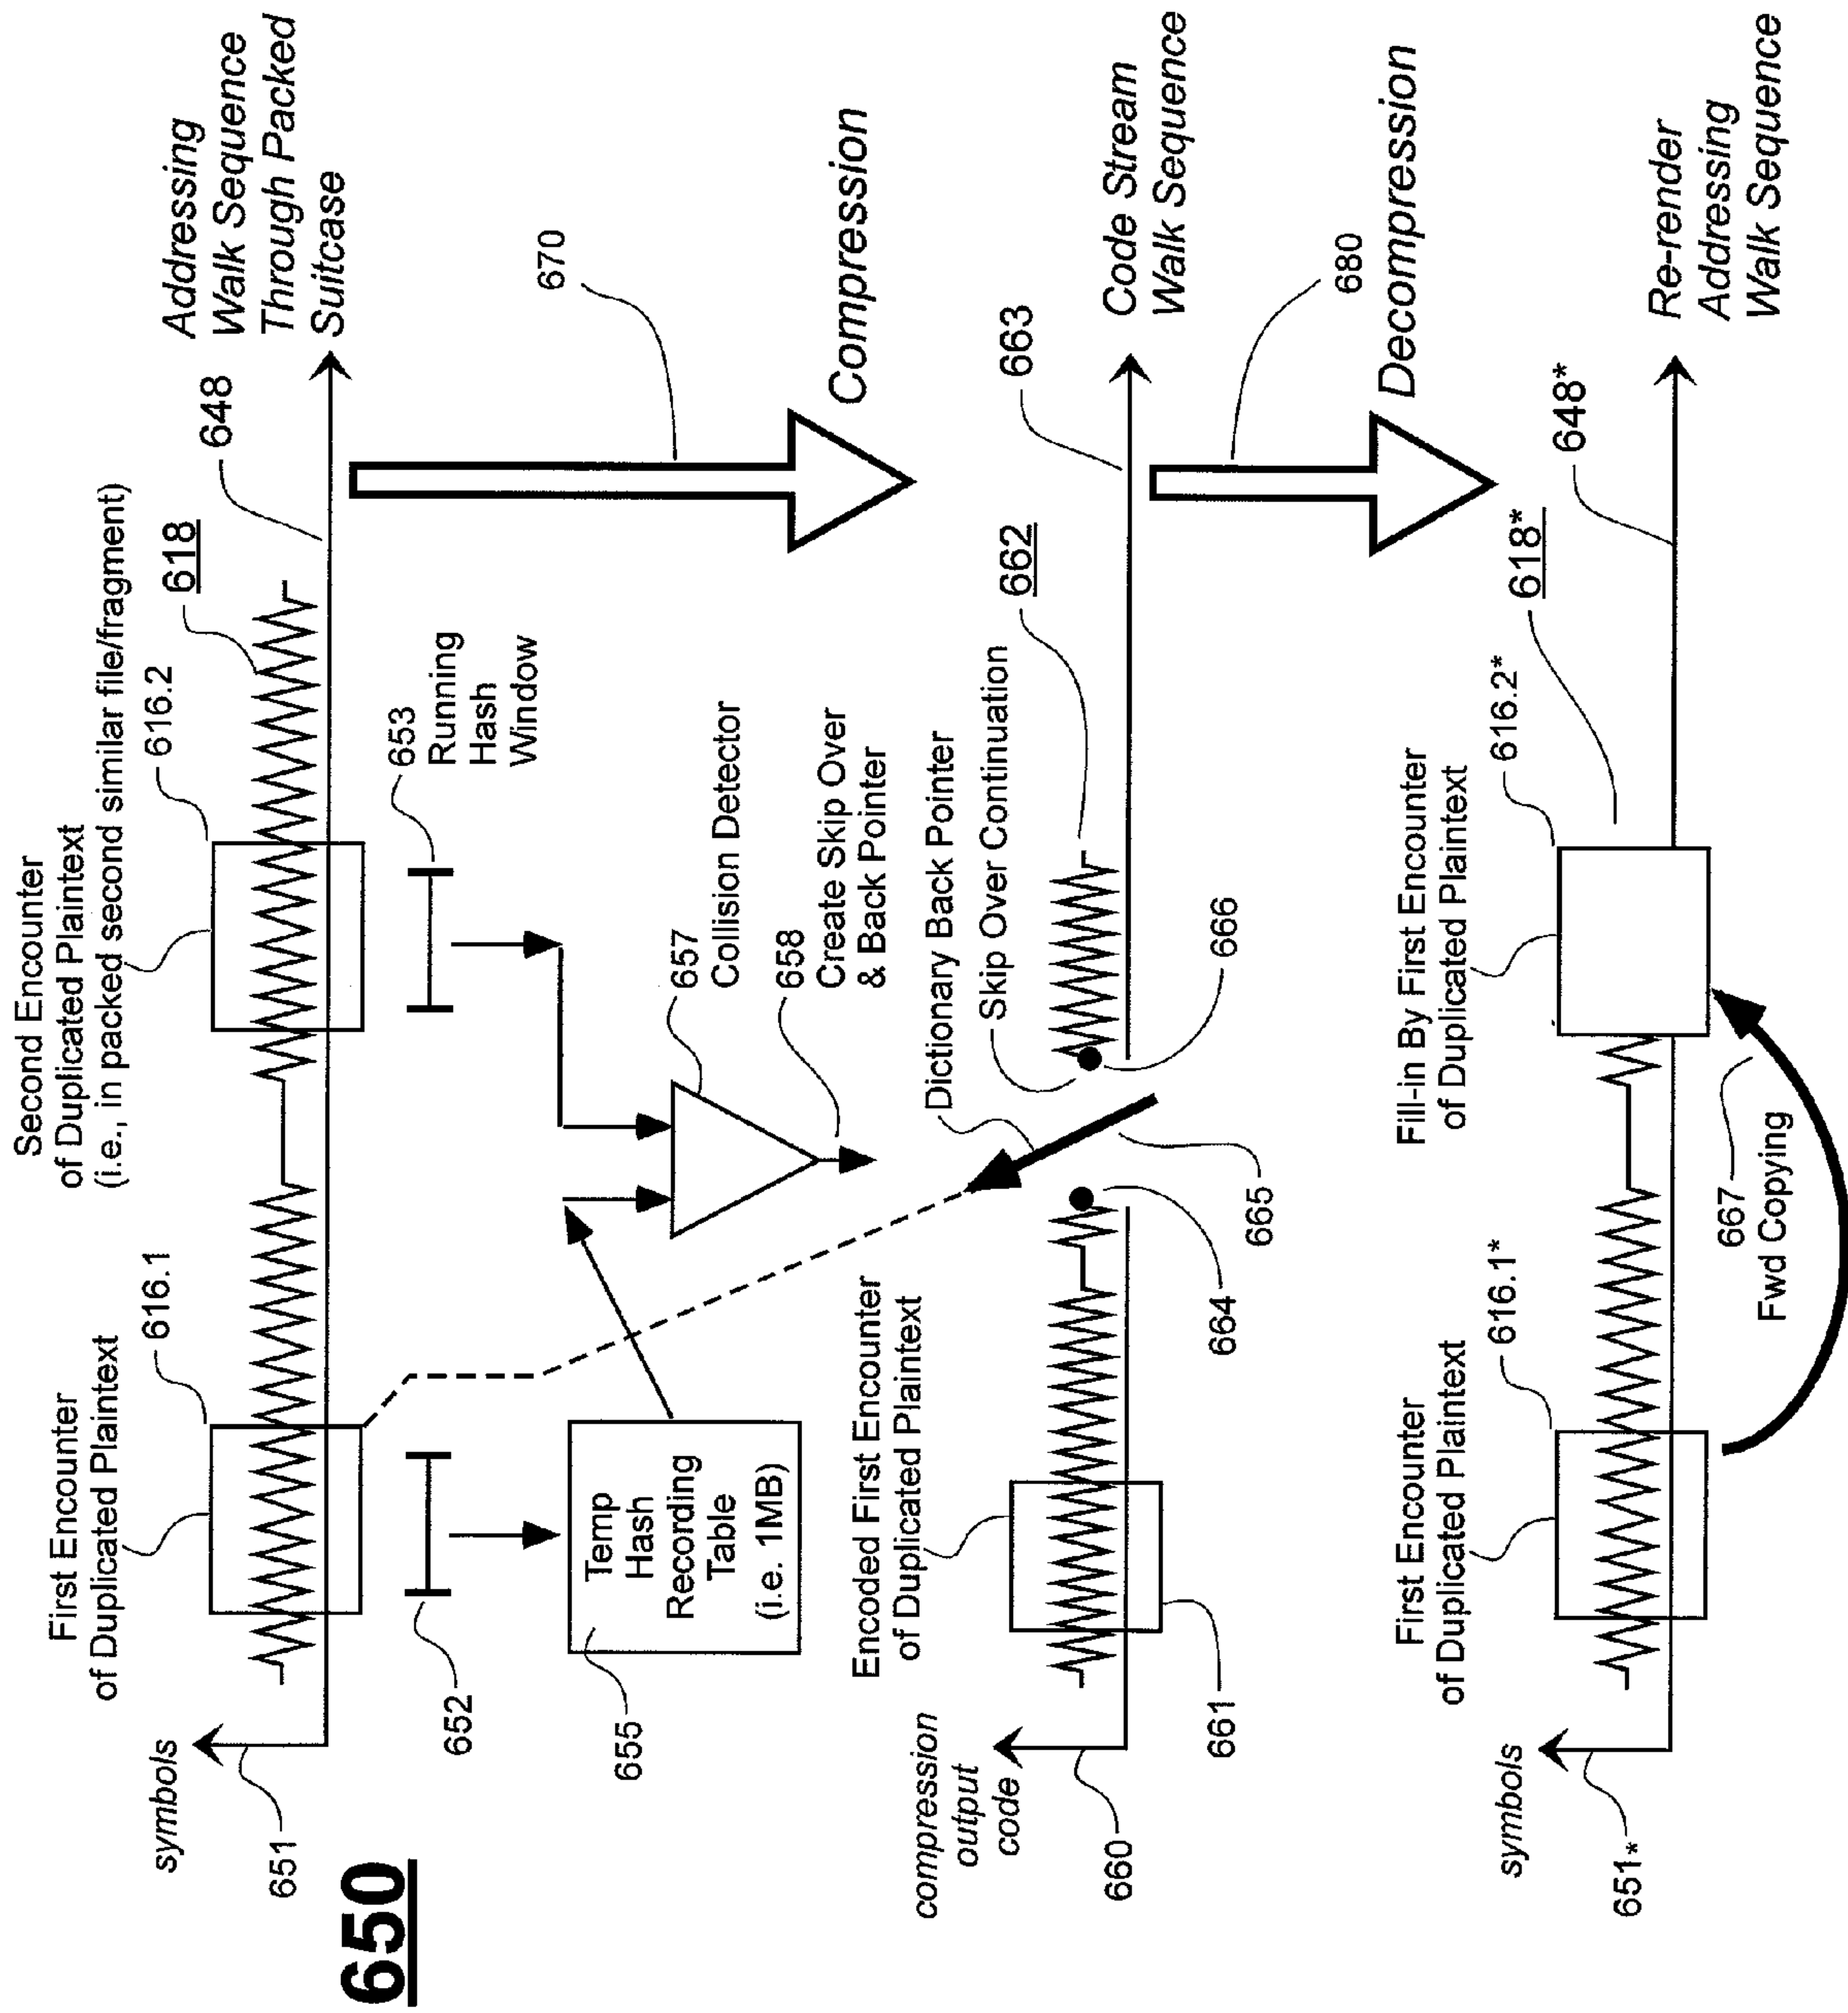 650
symbols
651
First Encounter
of Duplicated Plaintext
616.1
Second Encounter
of Duplicated Plaintext
(i.e., in packed second similar file/fragment)
616.2
618
648
Addressing
Walk Sequence
Through Packed
Suitcase
652
653
Running
Hash
Window
655
Temp
Hash
Recording
Table
(i.e. 1MB)
657
Collision Detector
658
Create Skip Over
& Back Pointer
670
Compression
compression
output
code
660
Encoded First Encounter
of Duplicated Plaintext
661
664
665
Dictionary Back Pointer
Skip Over Continuation
666
662
663
Code Stream
Walk Sequence
680
Decompression
symbols
651*
First Encounter
of Duplicated Plaintext
616.1*
Fill-in By First Encounter
of Duplicated Plaintext
616.2*
618*
648*
667
Fwd Copying
Re-render
Addressing
Walk Sequence